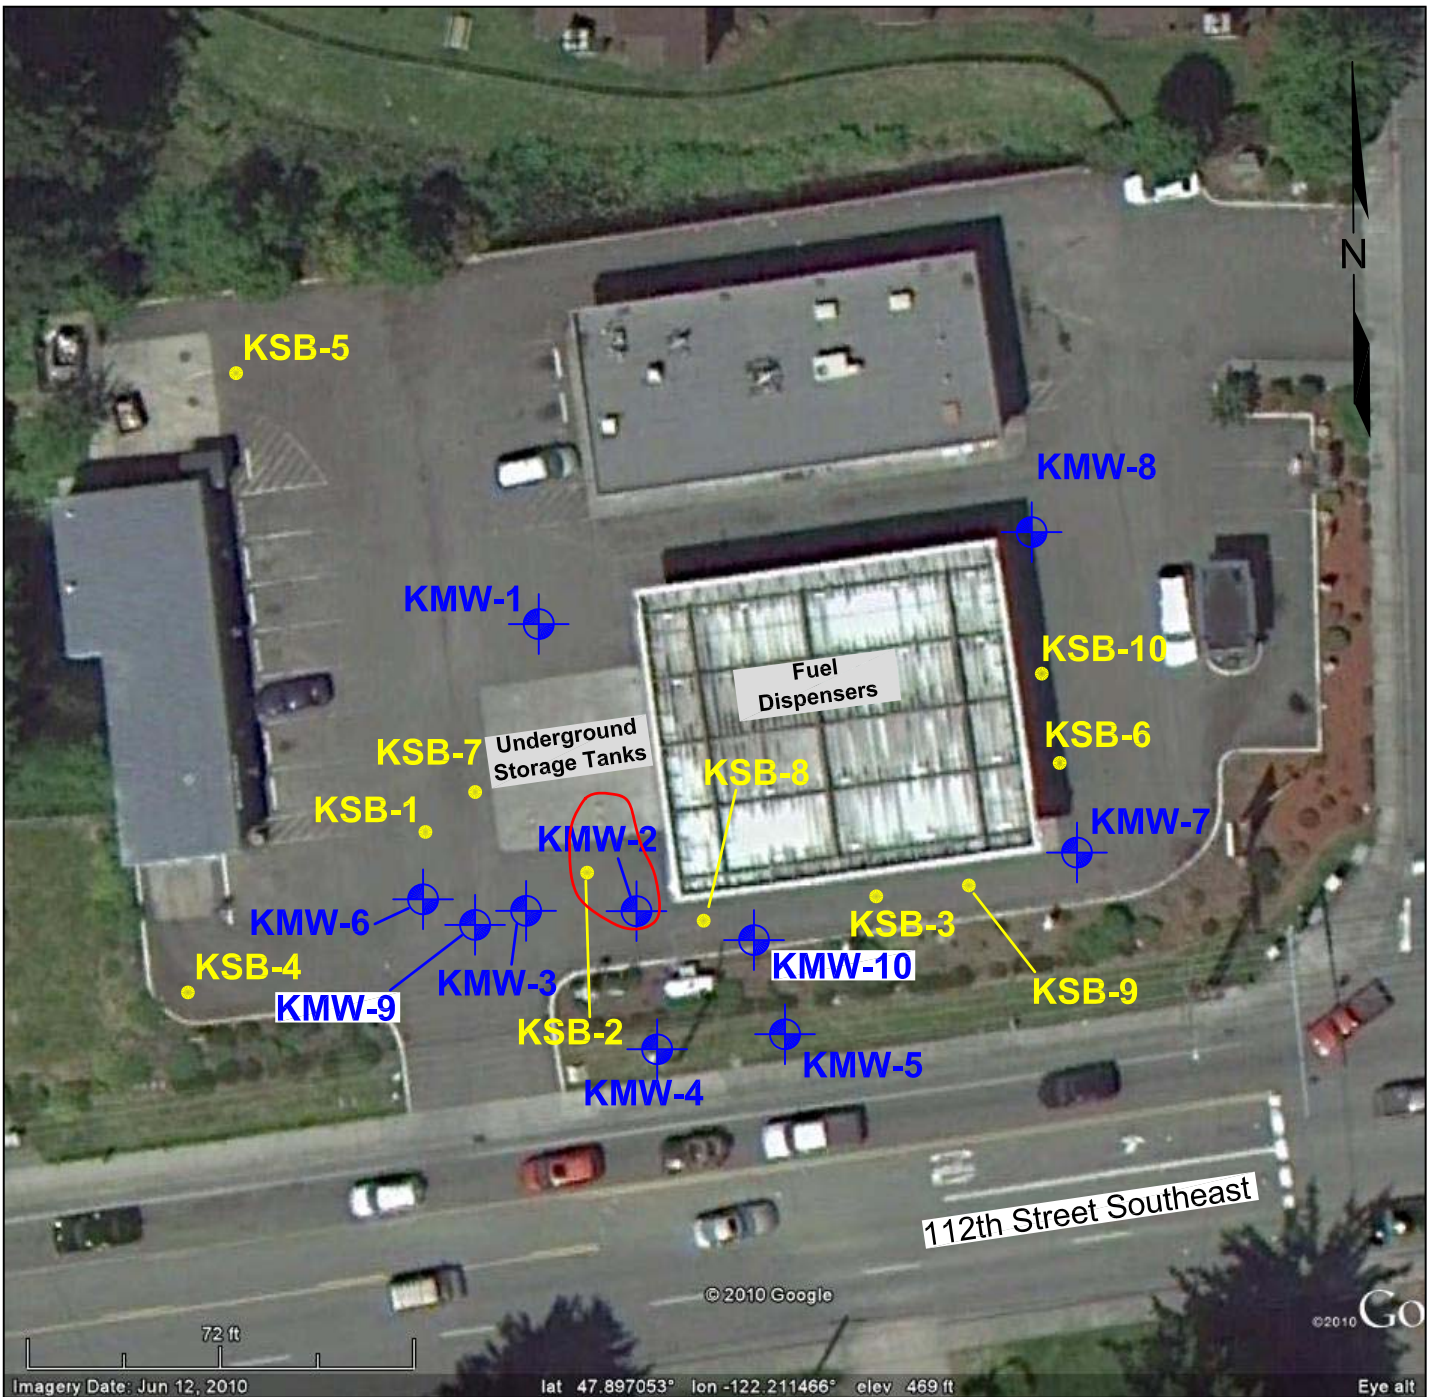 N
KSB-5
KMW-8
KMW-1
KSB-10
Fuel
Dispensers
Underground
Storage Tanks
KSB-7
KSB-8
KSB-6
KSB-1
KMW-2
KMW-7
KMW-6
KSB-3
KMW-10
KSB-4
KMW-3
KMW-9
KSB-9
KSB-2
KMW-5
KMW-4
112th Street Southeast
© 2010 Google
©2010 Go
72 ft
Imagery Date: Jun 12, 2010
lat 47.897053° lon -122.211466° elev 469 ft
Eye alt